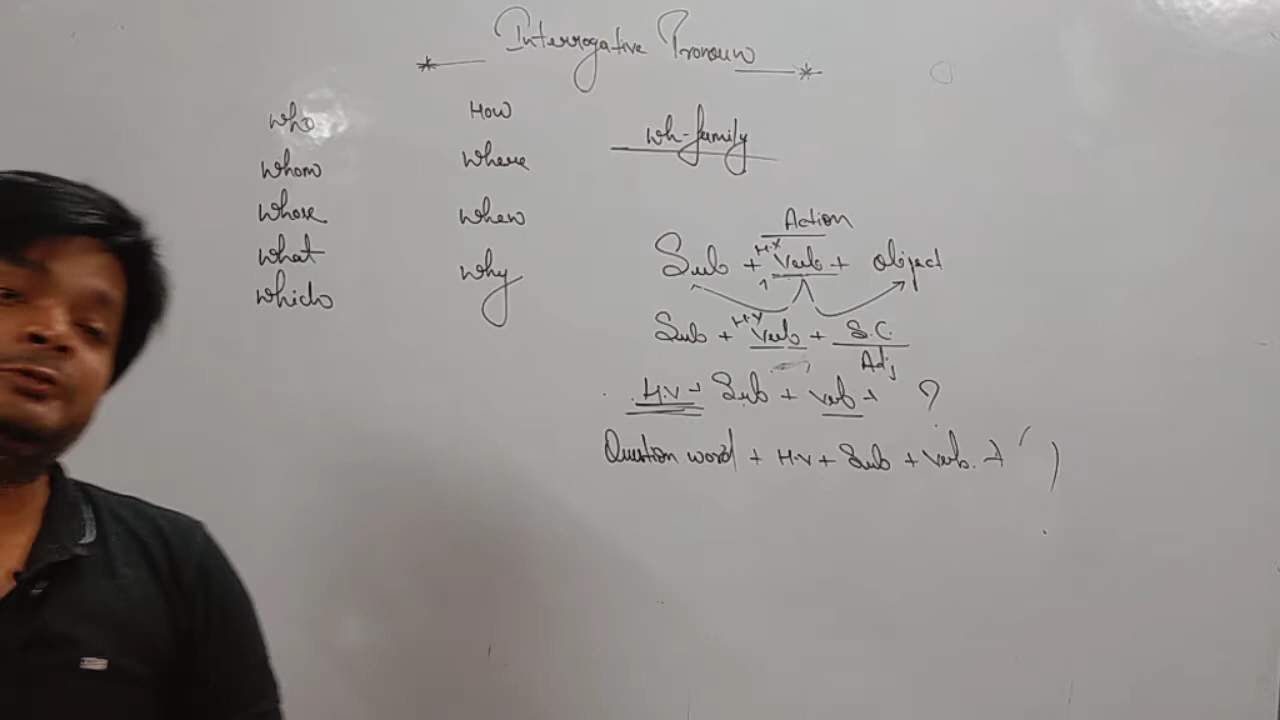 Interrogative Pronoun
who
whom
whose
what
which
How
where
when
why
wh-family
Action
Sub + Verb + object
Sub + Verb + S.C.
Adj
H.V + Sub + Verb + ?
Question word + H.V + Sub + Verb. +